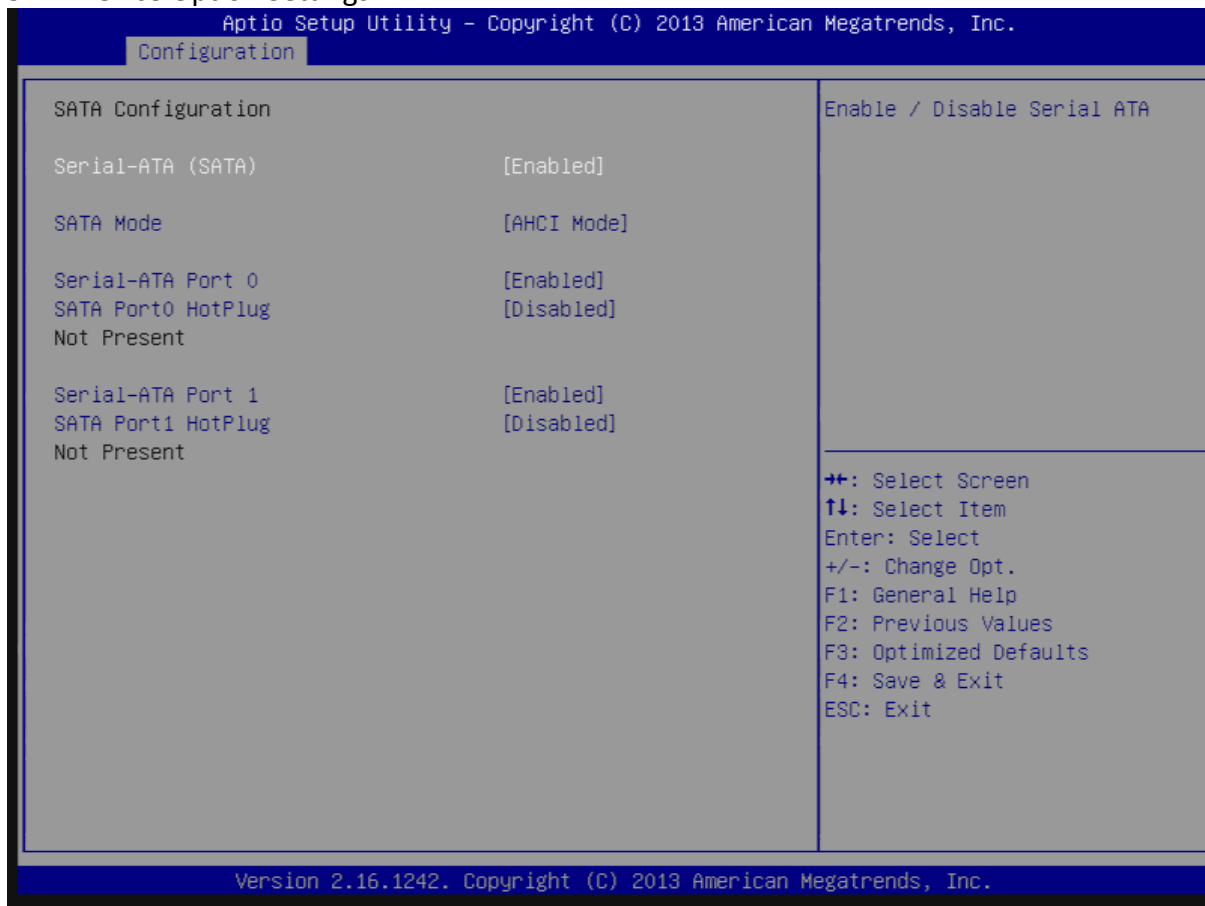 Aptio Setup Utility – Copyright (C) 2013 American Megatrends, Inc.
Configuration
SATA Configuration
Serial-ATA (SATA) [Enabled]
SATA Mode [AHCI Mode]
Serial-ATA Port 0 [Enabled]
SATA Port0 HotPlug [Disabled]
Not Present
Serial-ATA Port 1 [Enabled]
SATA Port1 HotPlug [Disabled]
Not Present
Enable / Disable Serial ATA
→←: Select Screen
↑↓: Select Item
Enter: Select
+/-: Change Opt.
F1: General Help
F2: Previous Values
F3: Optimized Defaults
F4: Save & Exit
ESC: Exit
Version 2.16.1242. Copyright (C) 2013 American Megatrends, Inc.